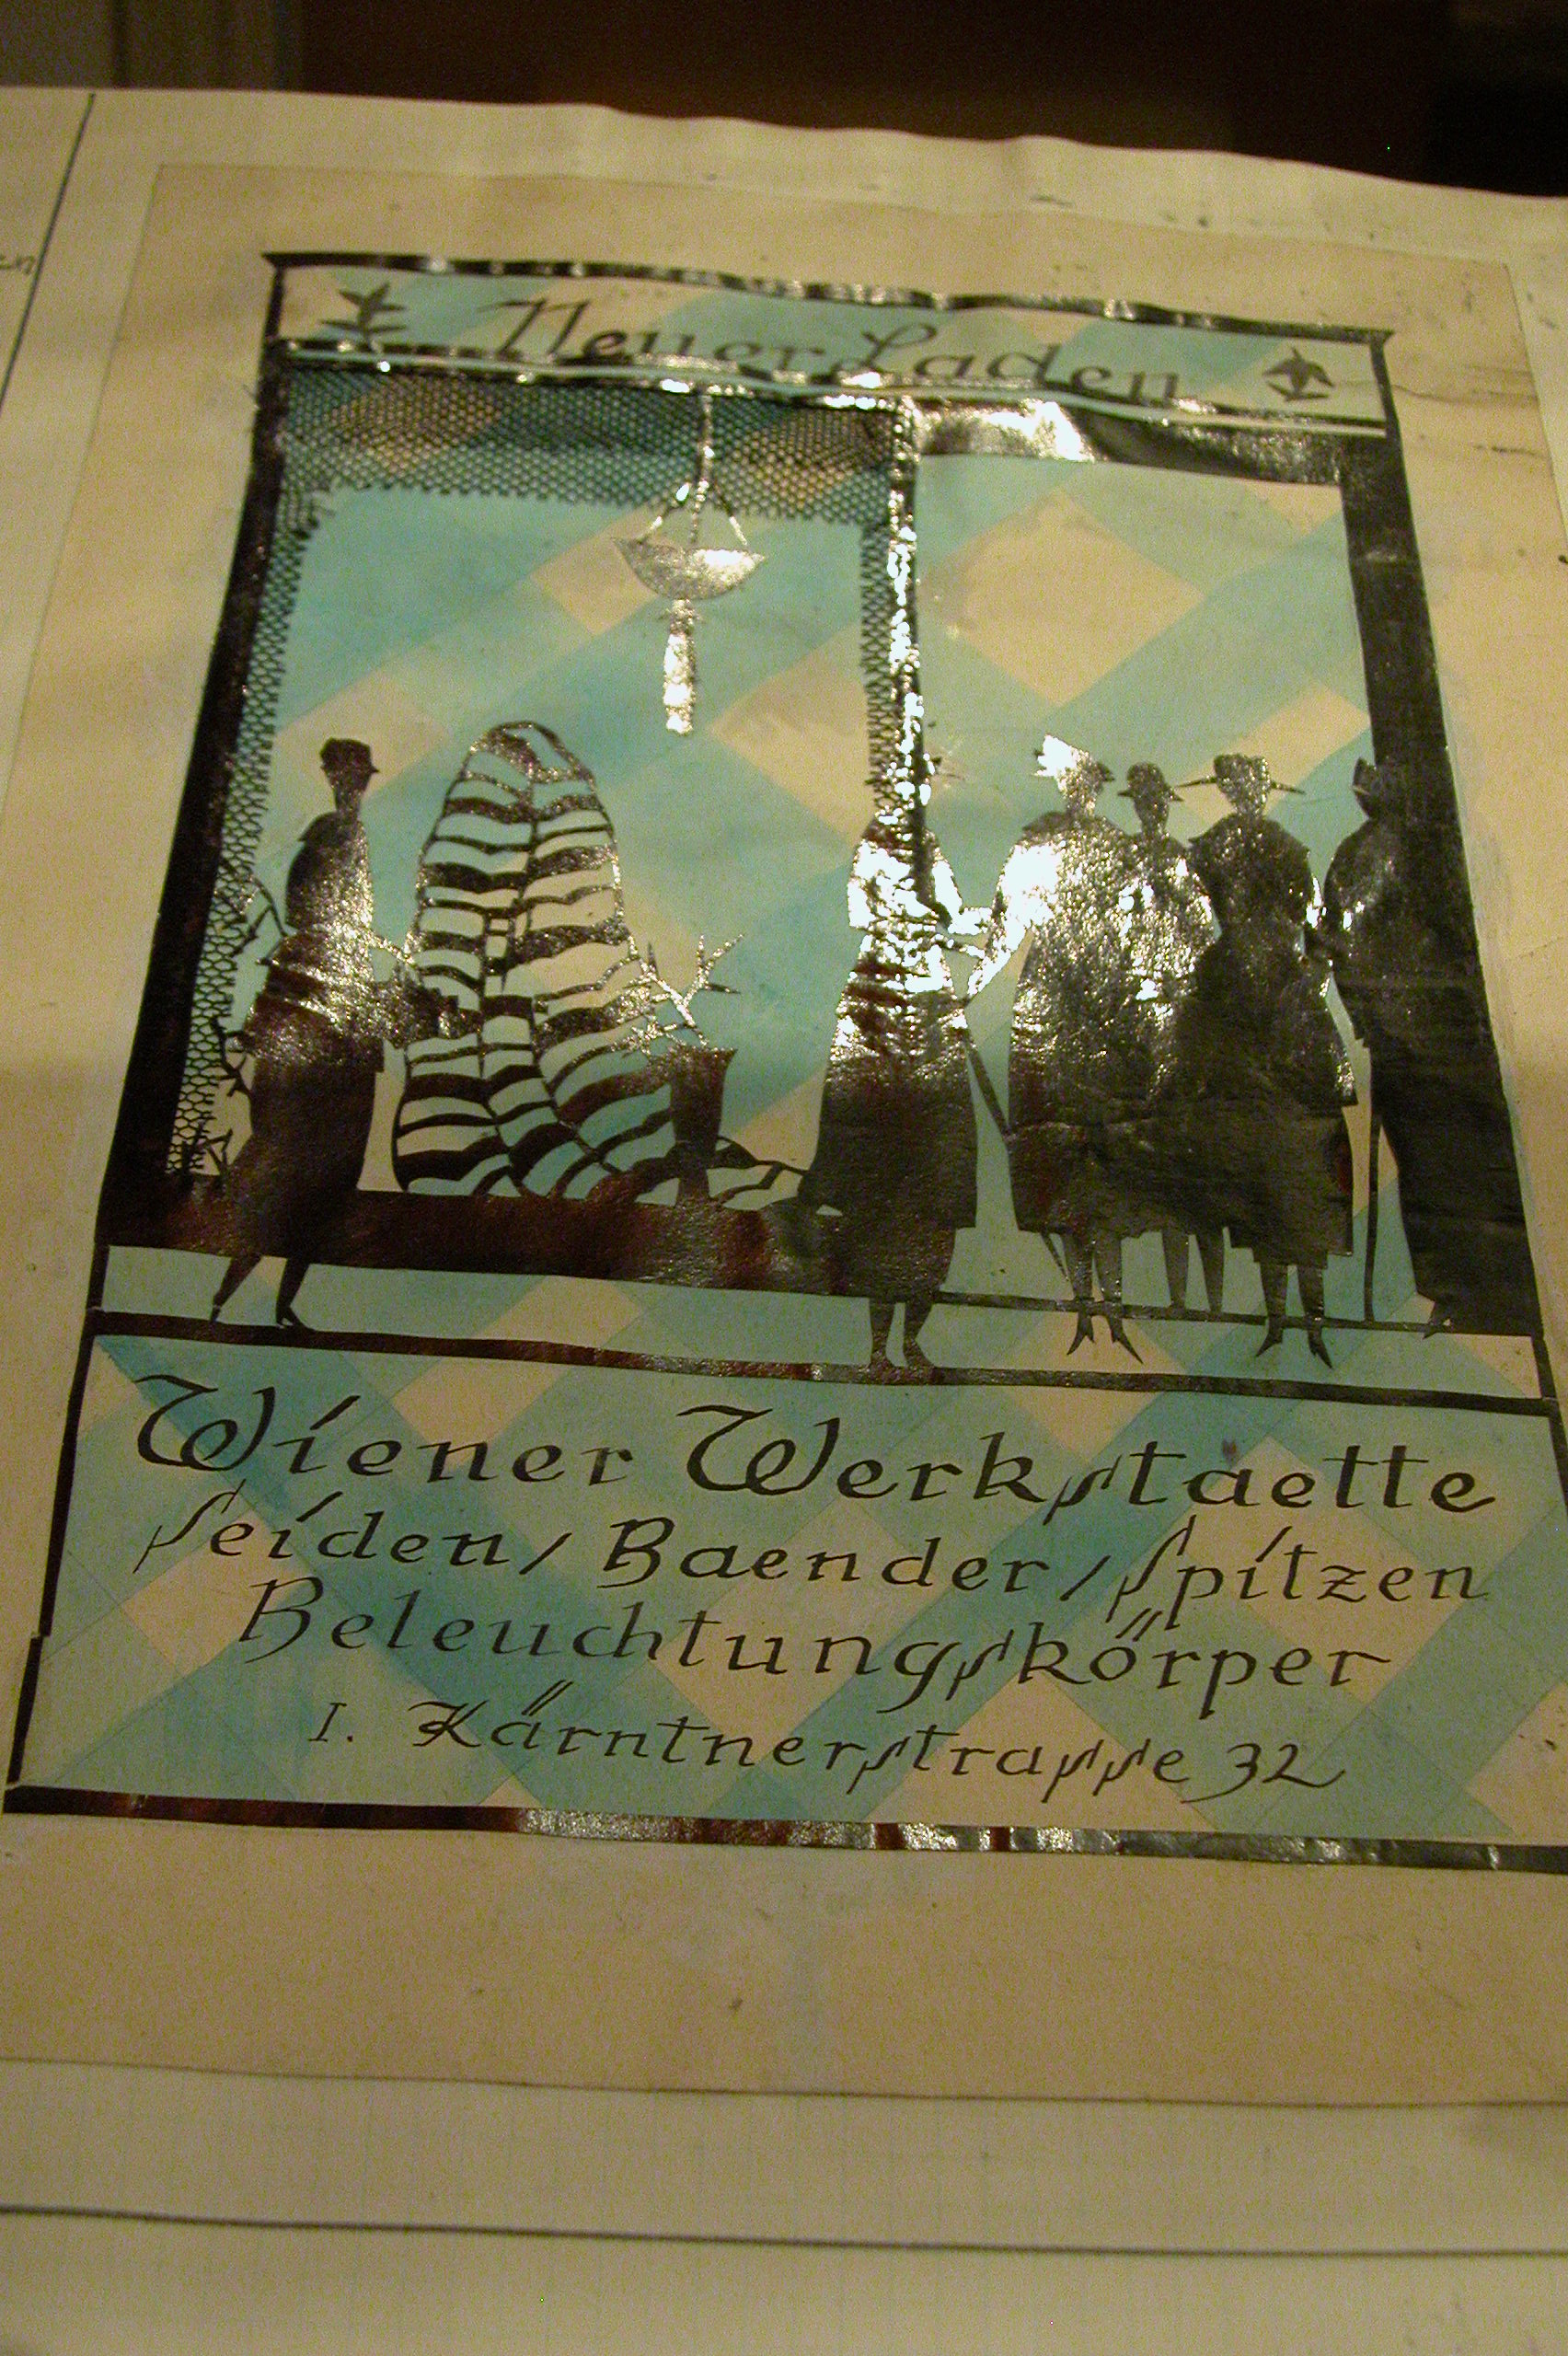 Neuer Laden
Wiener Werkstaette
Seiden / Baender / Spitzen
Beleuchtungskörper
I. Kärntnerstrasse 32